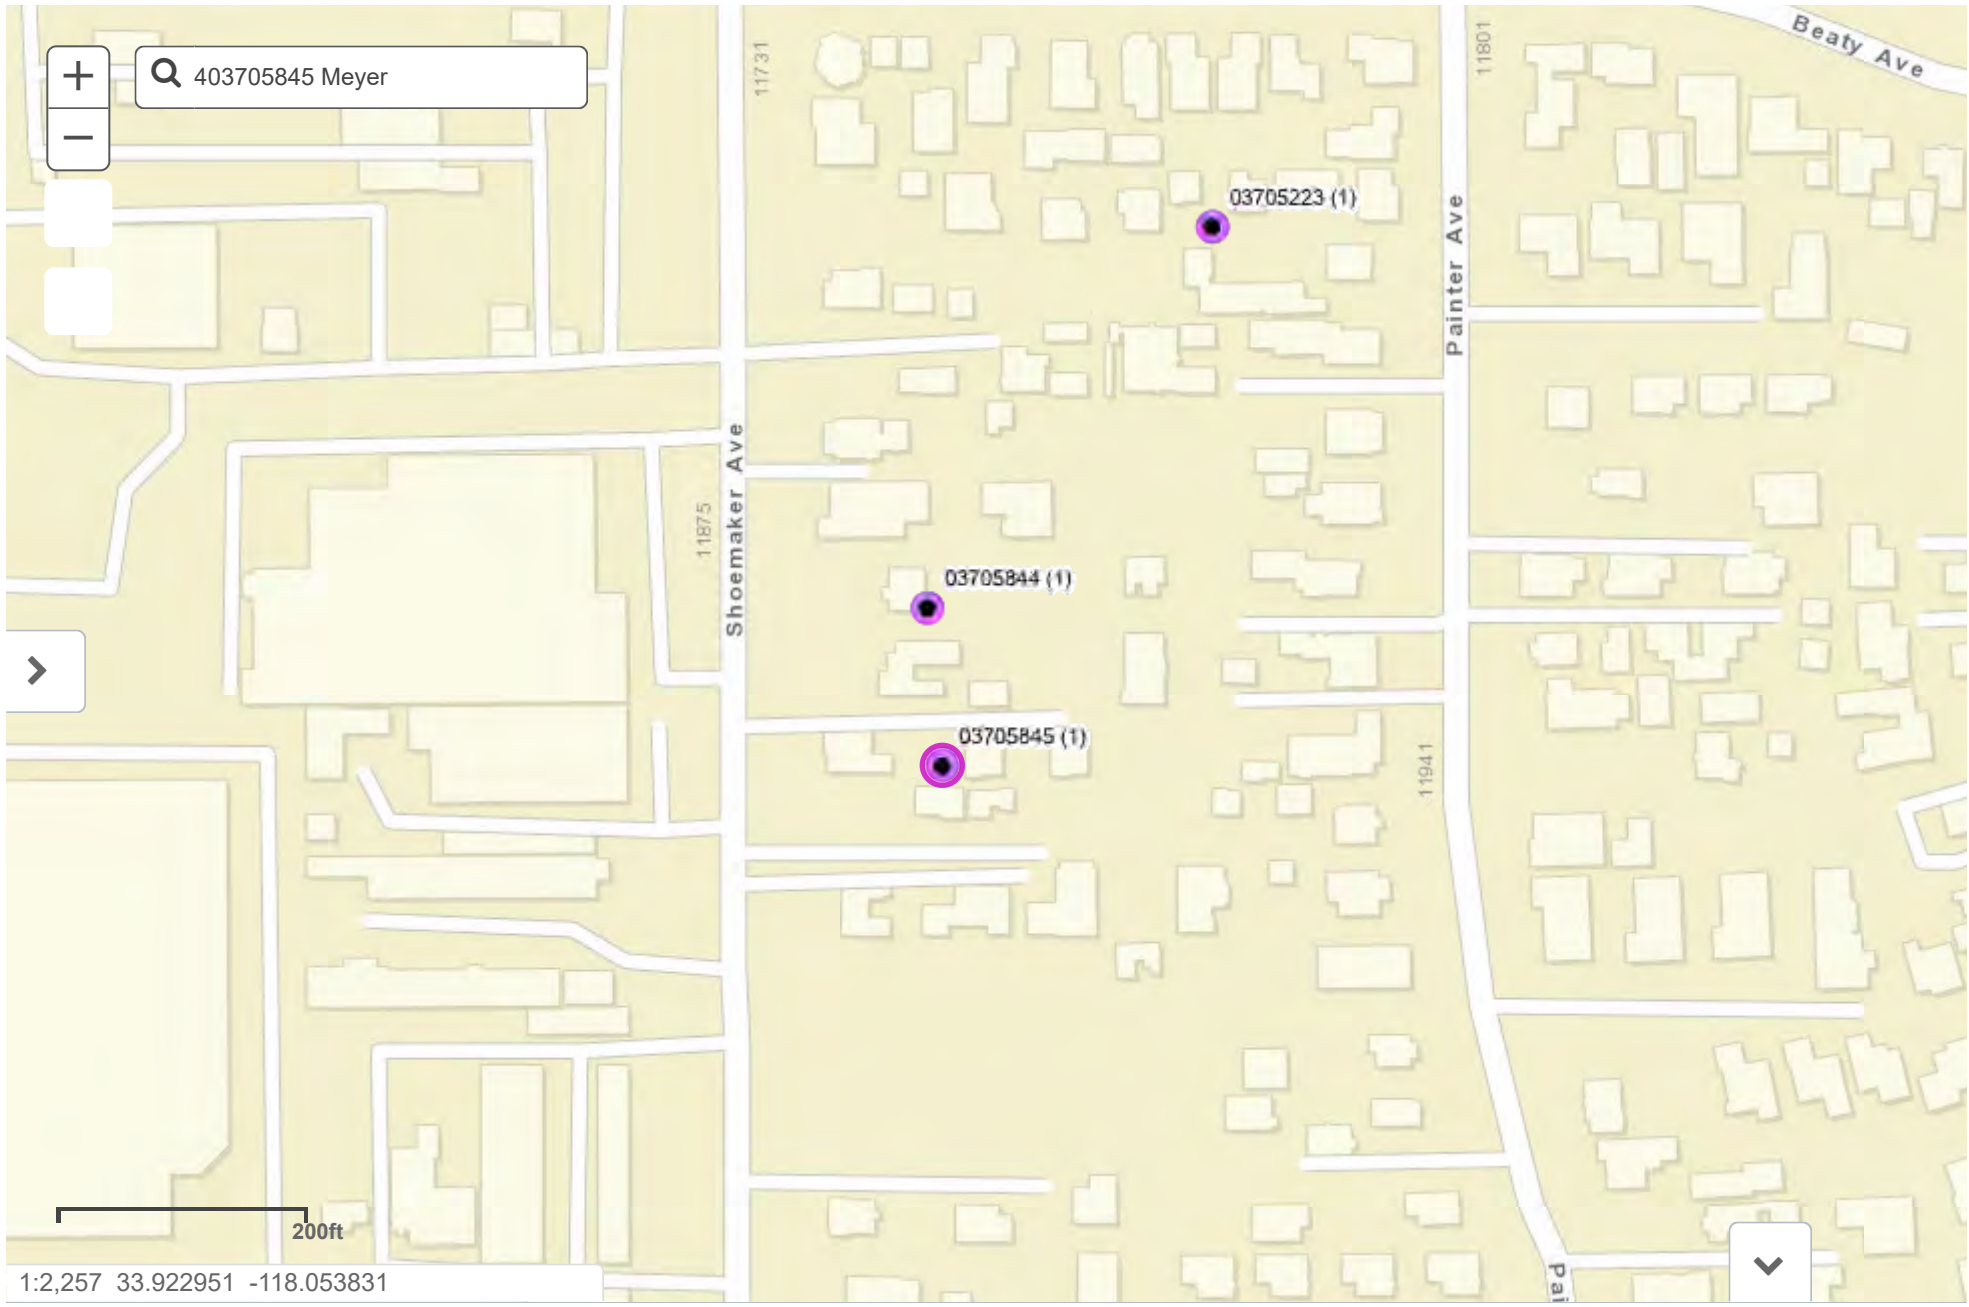 403705845 Meyer
Beaty Ave
11731
11801
03705223 (1)
Painter Ave
Shoemaker Ave
11875
03705844 (1)
03705845 (1)
11941
200ft
1:2,257 33.922951 -118.053831
Pai